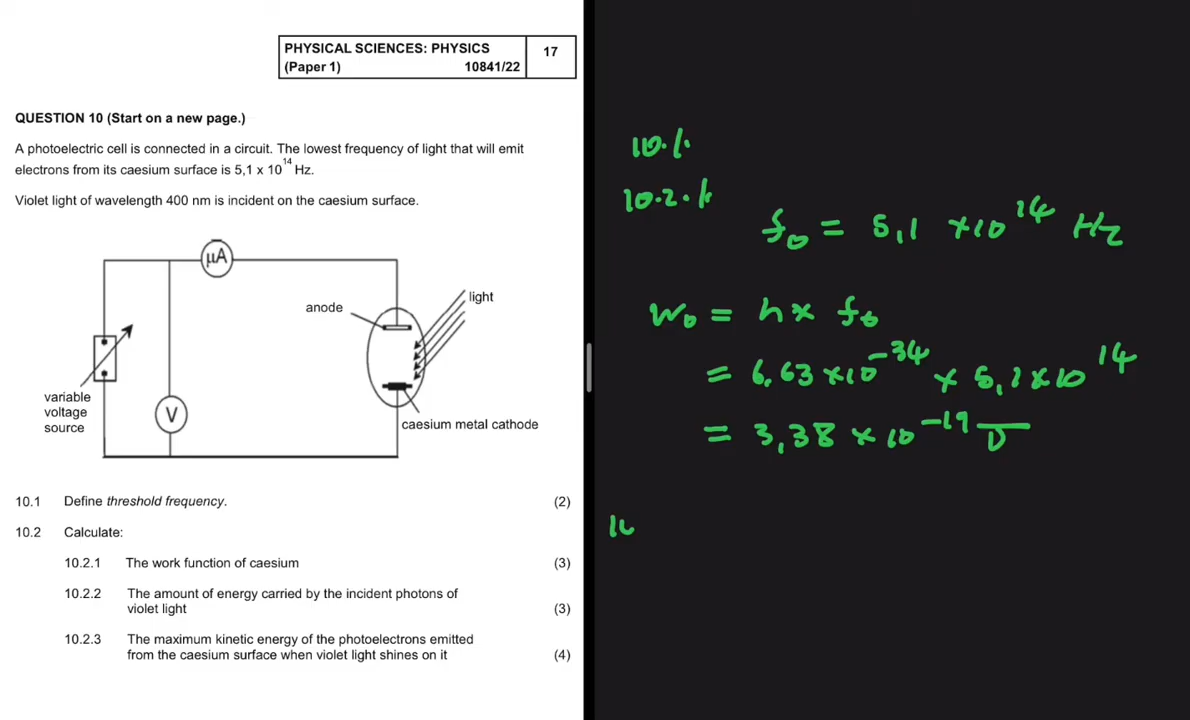 PHYSICAL SCIENCES: PHYSICS
(Paper 1) 10841/22
17
QUESTION 10 (Start on a new page.)
A photoelectric cell is connected in a circuit. The lowest frequency of light that will emit
electrons from its caesium surface is 5,1 x 10^14 Hz.
Violet light of wavelength 400 nm is incident on the caesium surface.
μA
anode
light
variable
voltage
source
V
caesium metal cathode
10.1 Define threshold frequency. (2)
10.2 Calculate:
10.2.1 The work function of caesium (3)
10.2.2 The amount of energy carried by the incident photons of
violet light (3)
10.2.3 The maximum kinetic energy of the photoelectrons emitted
from the caesium surface when violet light shines on it (4)
10.1
10.2.1
f₀ = 5,1 × 10^14 Hz
W₀ = h × f₀
= 6,63 × 10^-34 × 5,1 × 10^14
= 3,38 × 10^-19 J
10